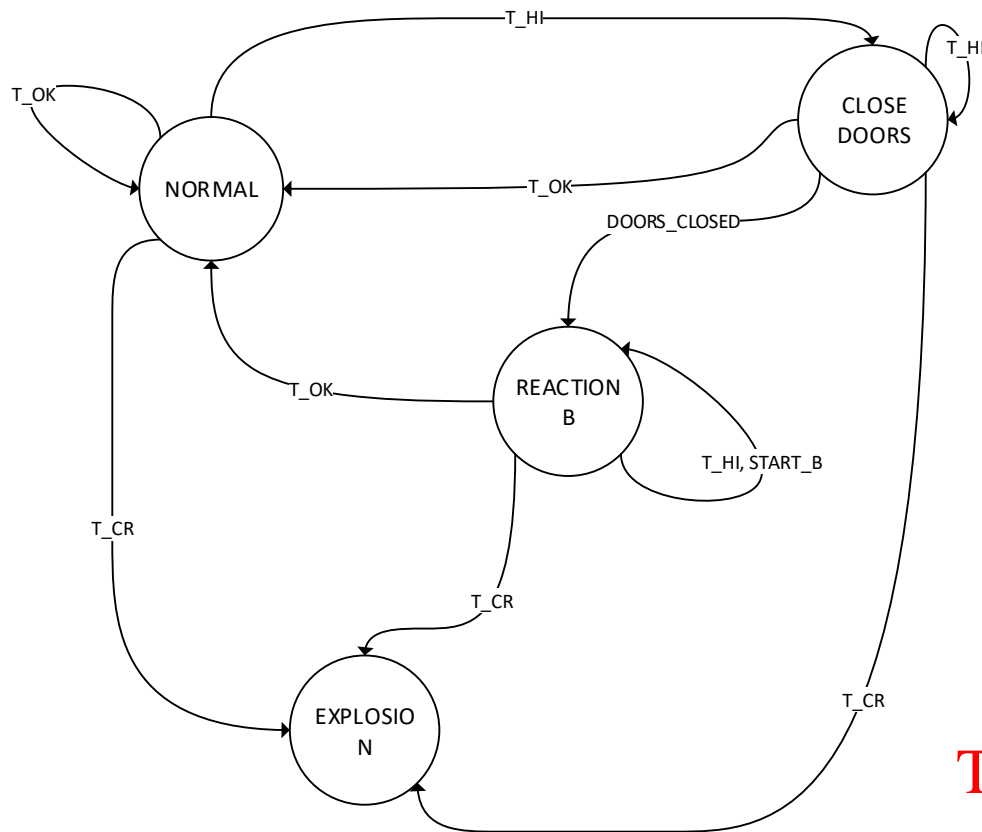 T_HI
T_HI
CLOSE
DOORS
T_OK
NORMAL
T_OK
DOORS_CLOSED
REACTION
B
T_OK
T_HI, START_B
T_CR
T_CR
T_CR
EXPLOSIO
N
T